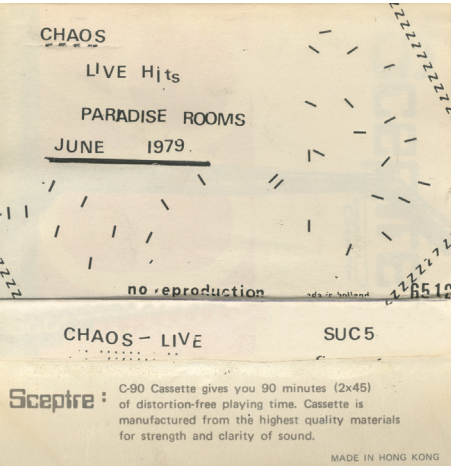 CHAOS
LIVE Hits
PARADISE ROOMS
JUNE 1979.
no reproduction
6512
CHAOS - LIVE SUC5
Sceptre:
C-90 Cassette gives you 90 minutes (2x45)
of distortion-free playing time. Cassette is
manufactured from the highest quality materials
for strength and clarity of sound.
MADE IN HONG KONG